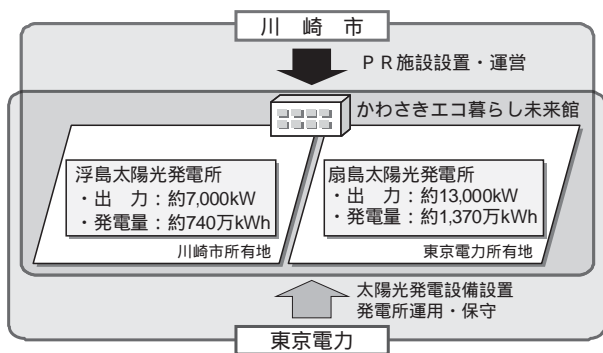 川崎市
PR施設設置・運営
かわさきエコ暮らし未来館
浮島太陽光発電所
・出 力：約7,000kW
・発電量：約740万kWh
川崎市所有地
扇島太陽光発電所
・出 力：約13,000kW
・発電量：約1,370万kWh
東京電力所有地
太陽光発電設備設置
発電所運用・保守
東京電力